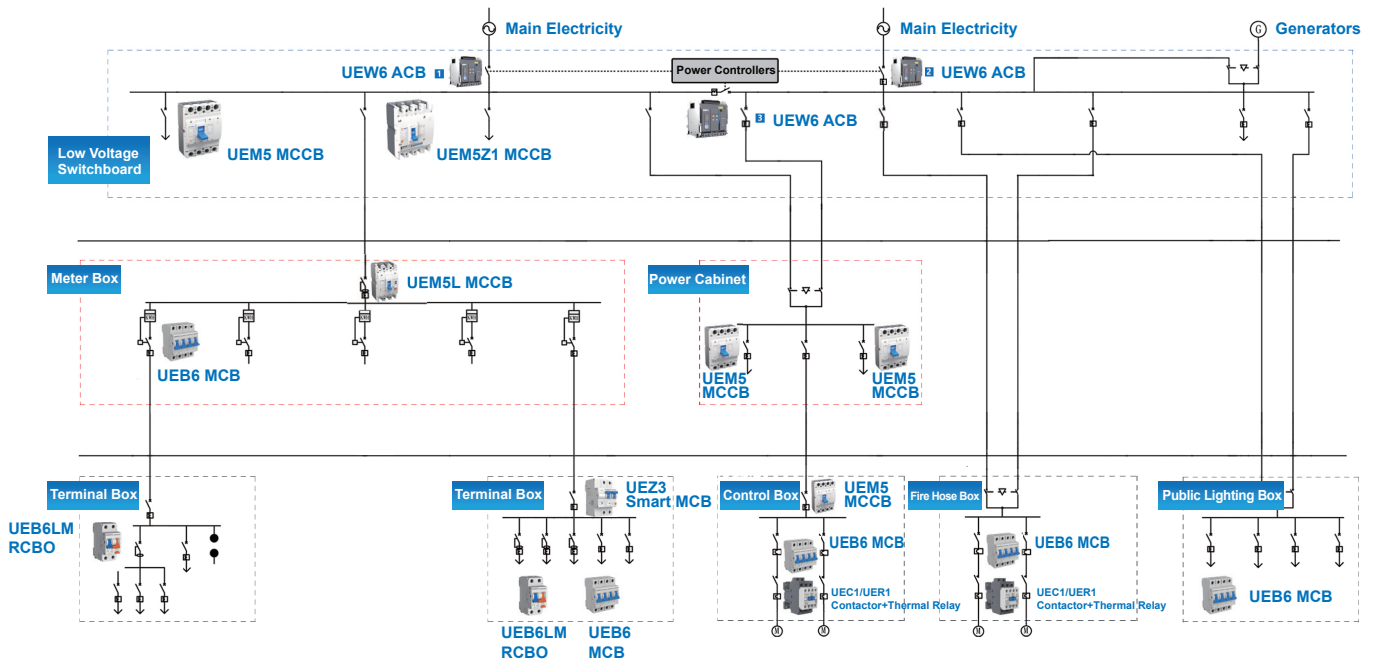 Main Electricity
Main Electricity
G
Generators
UEW6 ACB
1
Power Controllers
2
UEW6 ACB
3
UEW6 ACB
UEM5 MCCB
UEM5Z1 MCCB
Low Voltage
Switchboard
Meter Box
UEM5L MCCB
Power Cabinet
UEB6 MCB
UEM5
MCCB
UEM5
MCCB
Terminal Box
UEB6LM
RCBO
Terminal Box
UEZ3
Smart MCB
UEB6LM
RCBO
UEB6
MCB
Control Box
UEM5
MCCB
UEB6 MCB
UEC1/UER1
Contactor+Thermal Relay
M
M
Fire Hose Box
UEB6 MCB
UEC1/UER1
Contactor+Thermal Relay
M
M
Public Lighting Box
UEB6 MCB